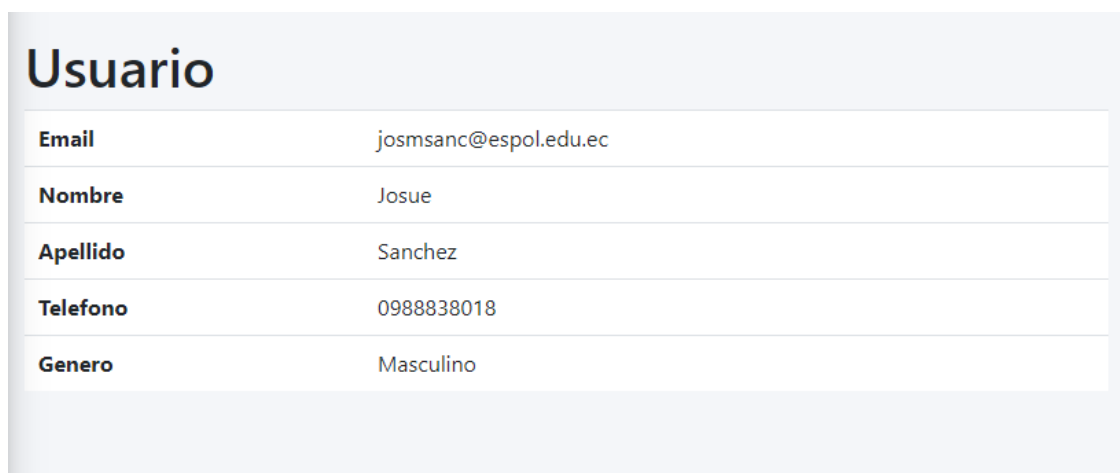 Usuario
Email josmsanc@espol.edu.ec
Nombre Josue
Apellido Sanchez
Telefono 0988838018
Genero Masculino